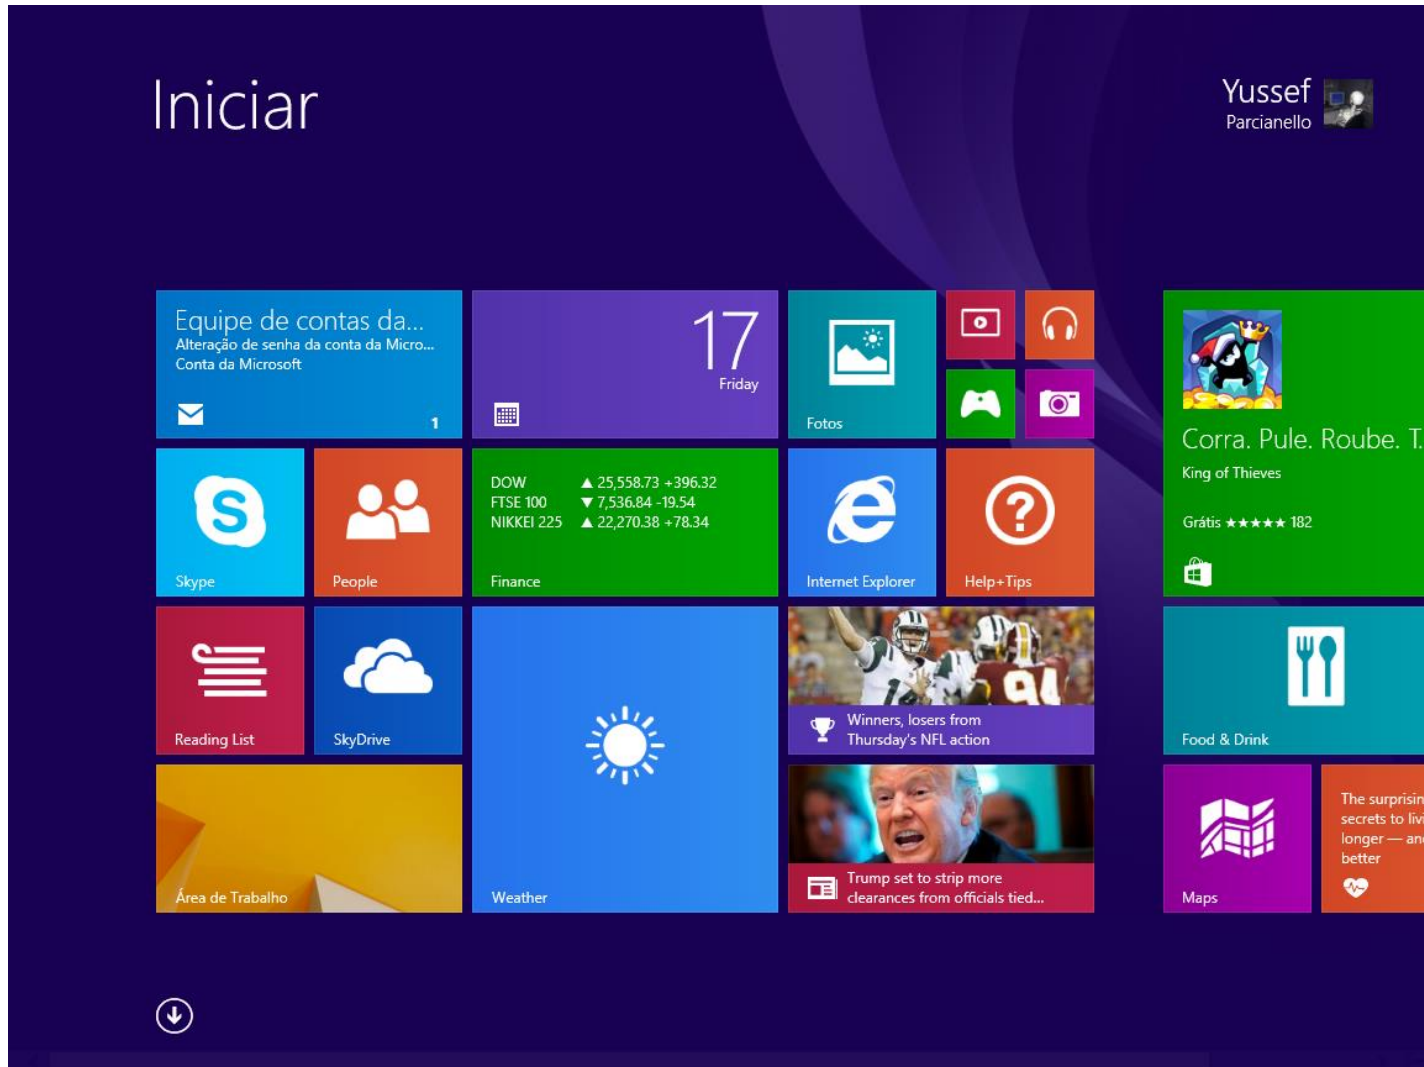 Iniciar
Yussef
Parcianello
Equipe de contas da...
Alteração de senha da conta da Micro...
Conta da Microsoft
1
17
Friday
Fotos
Skype
People
DOW ▲ 25,558.73 +396.32
FTSE 100 ▼ 7,536.84 -19.54
NIKKEI 225 ▲ 22,270.38 +78.34
Finance
Internet Explorer
Help+Tips
Corra. Pule. Roube. T.
King of Thieves
Grátis ★★★★★ 182
Reading List
SkyDrive
Weather
14
94
Winners, losers from
Thursday's NFL action
Food & Drink
Área de Trabalho
Trump set to strip more
clearances from officials tied...
Maps
The surprisin
secrets to livi
longer — and
better